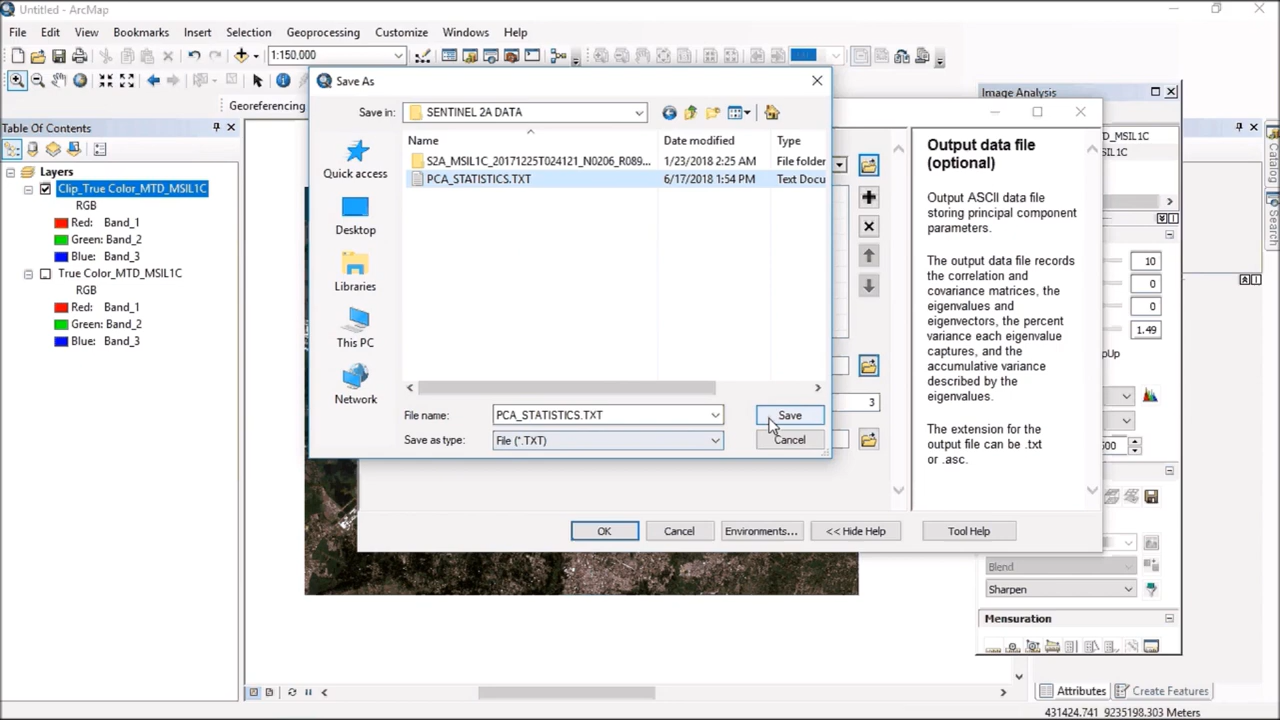 Untitled - ArcMap
File Edit View Bookmarks Insert Selection Geoprocessing Customize Windows Help
1:150,000
Georeferencing
Table Of Contents
Layers
Clip_True Color_MTD_MSIL1C
RGB
Red: Band_1
Green: Band_2
Blue: Band_3
True Color_MTD_MSIL1C
RGB
Red: Band_1
Green: Band_2
Blue: Band_3
Save As
Save in: SENTINEL 2A DATA
Name Date modified Type
S2A_MSIL1C_20171225T024121_N0206_R089... 1/23/2018 2:25 AM File folder
PCA_STATISTICS.TXT 6/17/2018 1:54 PM Text Docu
Quick access
Desktop
Libraries
This PC
Network
File name: PCA_STATISTICS.TXT Save
Save as type: File (*.TXT) Cancel
3
OK Cancel Environments... << Hide Help Tool Help
Output data file
(optional)
Output ASCII data file
storing principal component
parameters.
The output data file records
the correlation and
covariance matrices, the
eigenvalues and
eigenvectors, the percent
variance each eigenvalue
captures, and the
accumulative variance
described by the
eigenvalues.
The extension for the
output file can be .txt
or .asc.
Image Analysis
D_MSIL1C
SIL1C
10
0
0
1.49
Blend
Sharpen
Mensuration
Catalog
Search
Attributes Create Features
431424.741 9235198.303 Meters